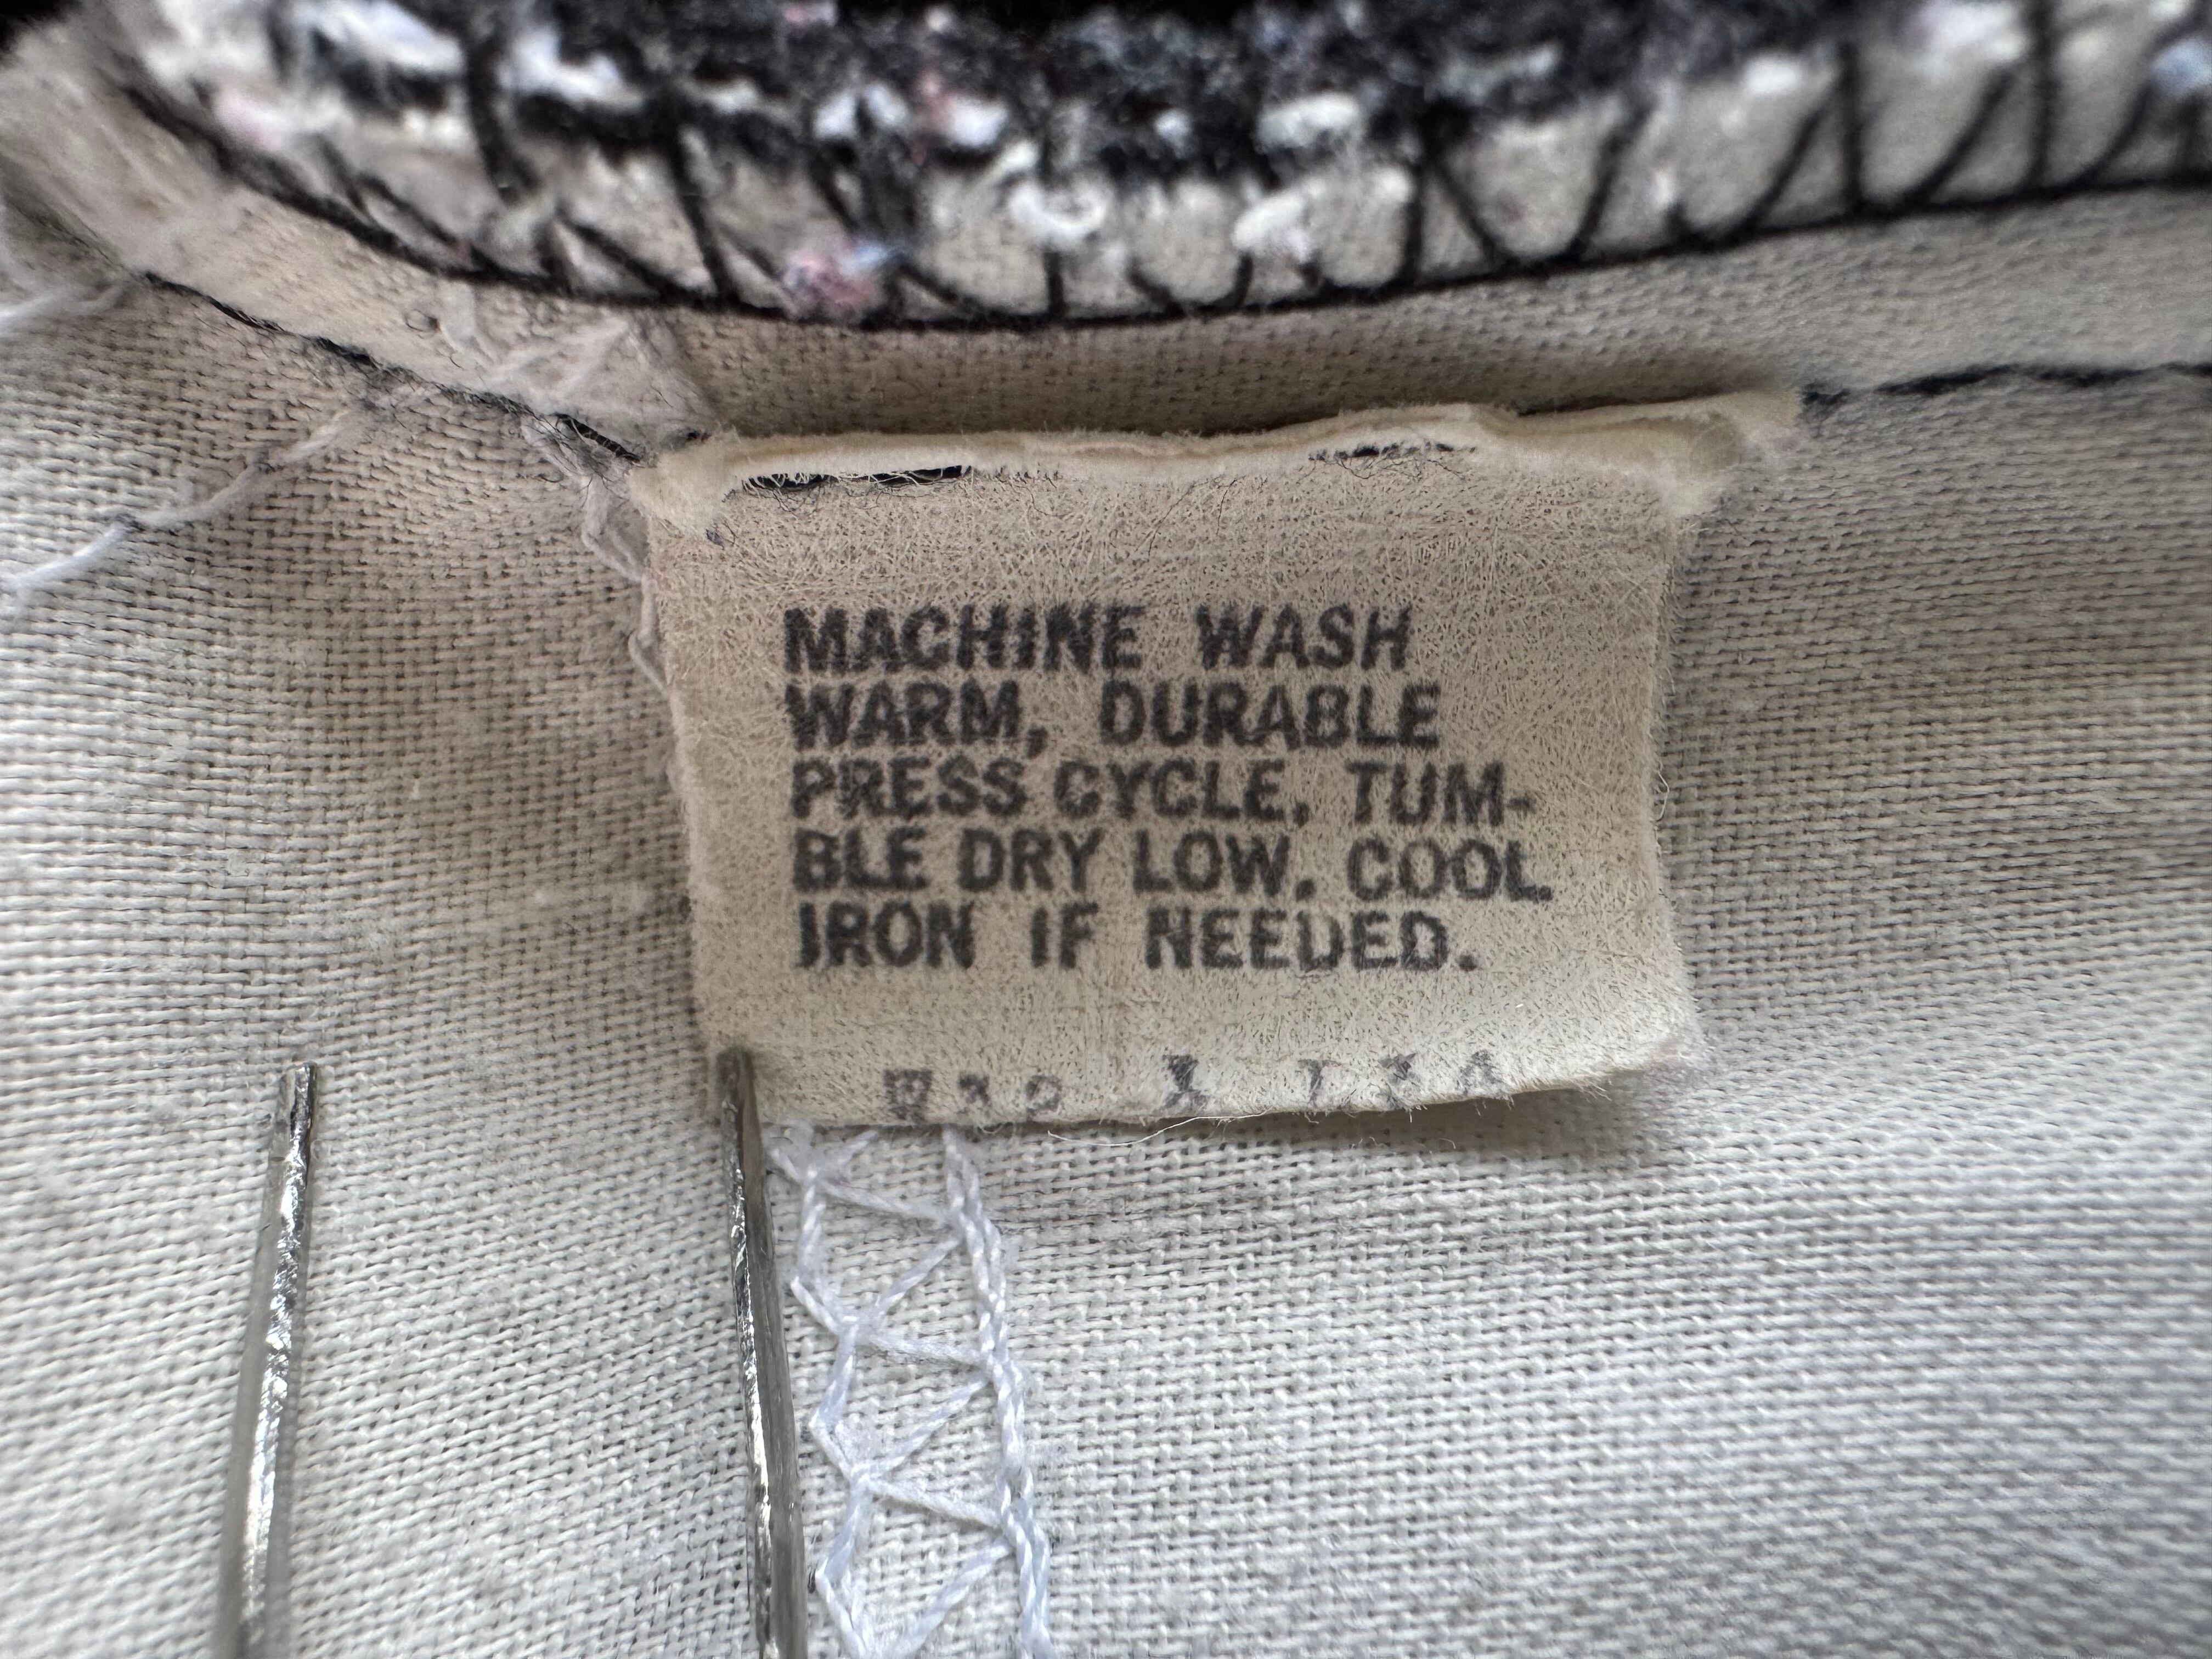 MACHINE WASH
WARM, DURABLE
PRESS CYCLE, TUM-
BLE DRY LOW. COOL
IRON IF NEEDED.